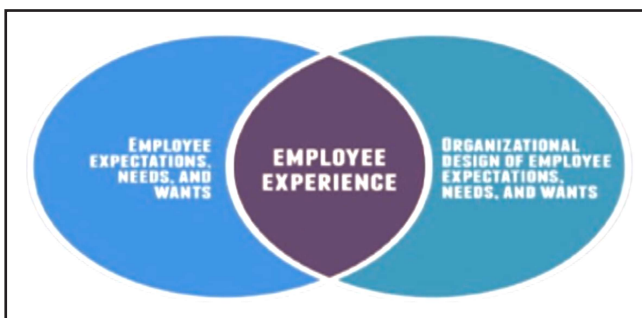 EMPLOYEE
EXPECTATIONS,
NEEDS, AND
WANTS
EMPLOYEE
EXPERIENCE
ORGANIZATIONAL
DESIGN OF EMPLOYEE
EXPECTATIONS,
NEEDS, AND WANTS